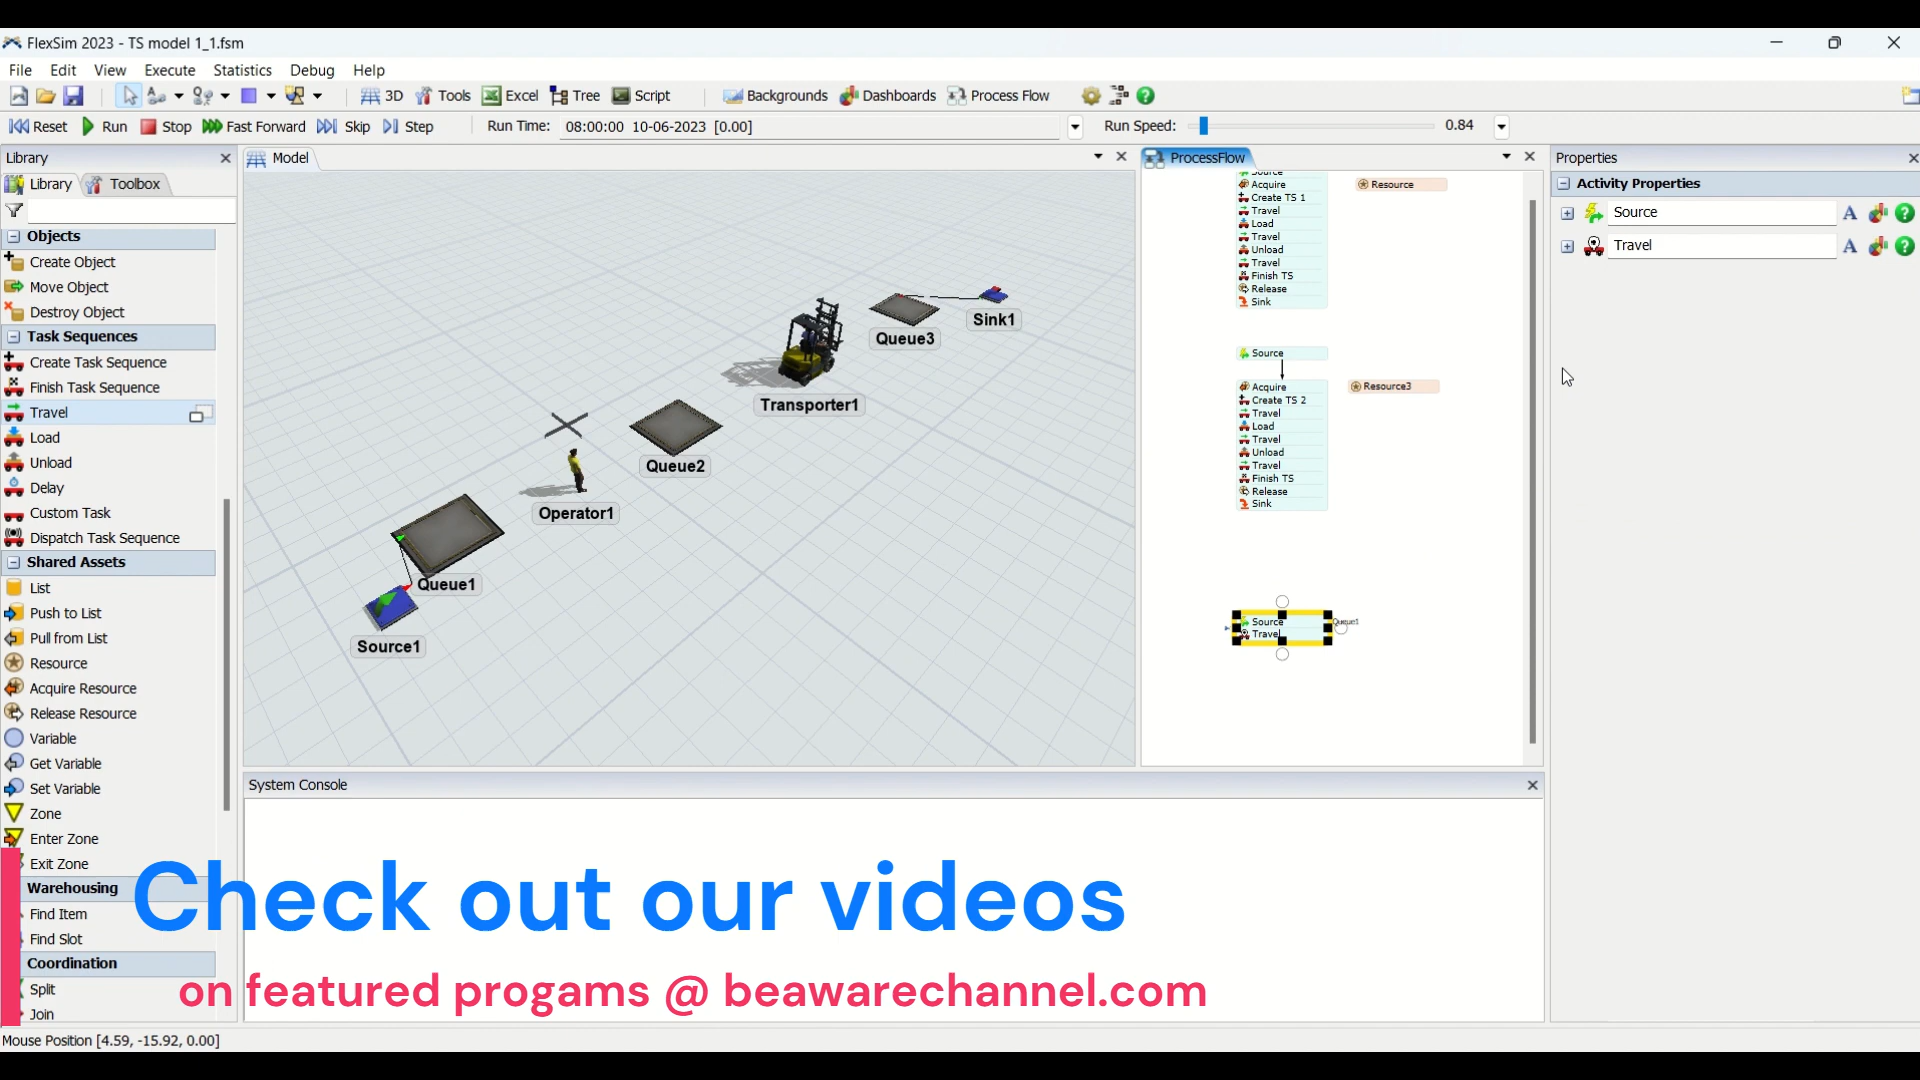 FlexSim 2023 - TS model 1_1.fsm
File Edit View Execute Statistics Debug Help
3D Tools Excel Tree Script Backgrounds Dashboards Process Flow
Reset Run Stop Fast Forward Skip Step Run Time: 08:00:00 10-06-2023 [0.00] Run Speed: 0.84
Library
Library Toolbox
Objects
Create Object
Move Object
Destroy Object
Task Sequences
Create Task Sequence
Finish Task Sequence
Travel
Load
Unload
Delay
Custom Task
Dispatch Task Sequence
Shared Assets
List
Push to List
Pull from List
Resource
Acquire Resource
Release Resource
Variable
Get Variable
Set Variable
Zone
Enter Zone
Exit Zone
Warehousing
Find Item
Find Slot
Coordination
Split
Join
Model
Sink1
Queue3
Transporter1
Queue2
Operator1
Queue1
Source1
ProcessFlow
Source
Acquire
Create TS 1
Travel
Load
Travel
Unload
Travel
Finish TS
Release
Sink
Resource
Source
Acquire
Create TS 2
Travel
Load
Travel
Unload
Travel
Finish TS
Release
Sink
Resource3
Source
Travel
Queue1
Properties
Activity Properties
Source
Travel
System Console
Check out our videos
on featured progams @ beawarechannel.com
Mouse Position [4.59, -15.92, 0.00]